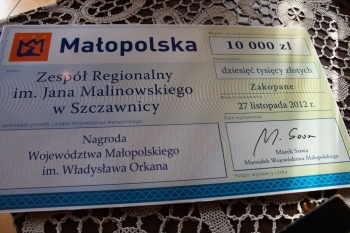 Małopolska
10 000 zł
Zespół Regionalny
im. Jana Malinowskiego
w Szczawnicy
dziesięć tysięcy złotych
Zakopane
27 listopada 2012 r.
Nagroda
Województwa Małopolskiego
im. Władysława Orkana
M. Sowa
Marek Sowa
Marszałek Województwa Małopolskiego